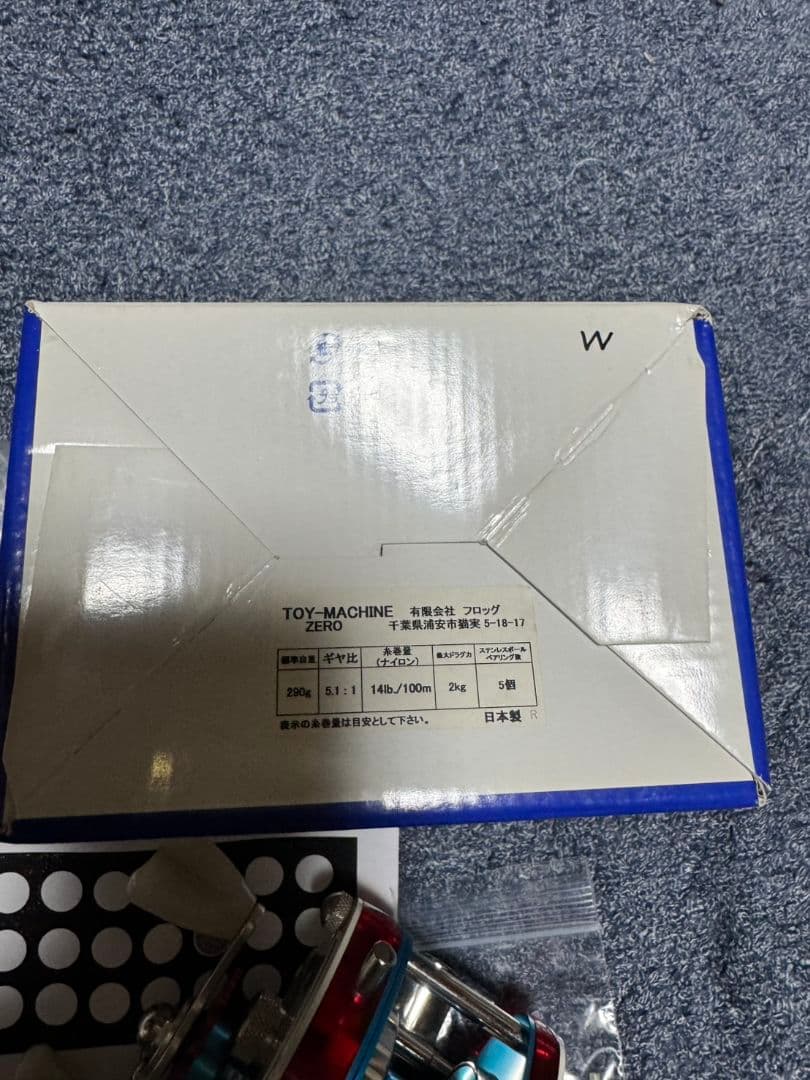 W
TOY-MACHINE 有限会社 フロッグ
ZERO 千葉県浦安市猫実 5-18-17
標準自重 ギヤ比 糸巻量（ナイロン） 最大ドラグ力 ステンレスボールベアリング数
290g 5.1：1 14lb./100m 2kg 5個
表示の糸巻量は目安として下さい。 日本製 R